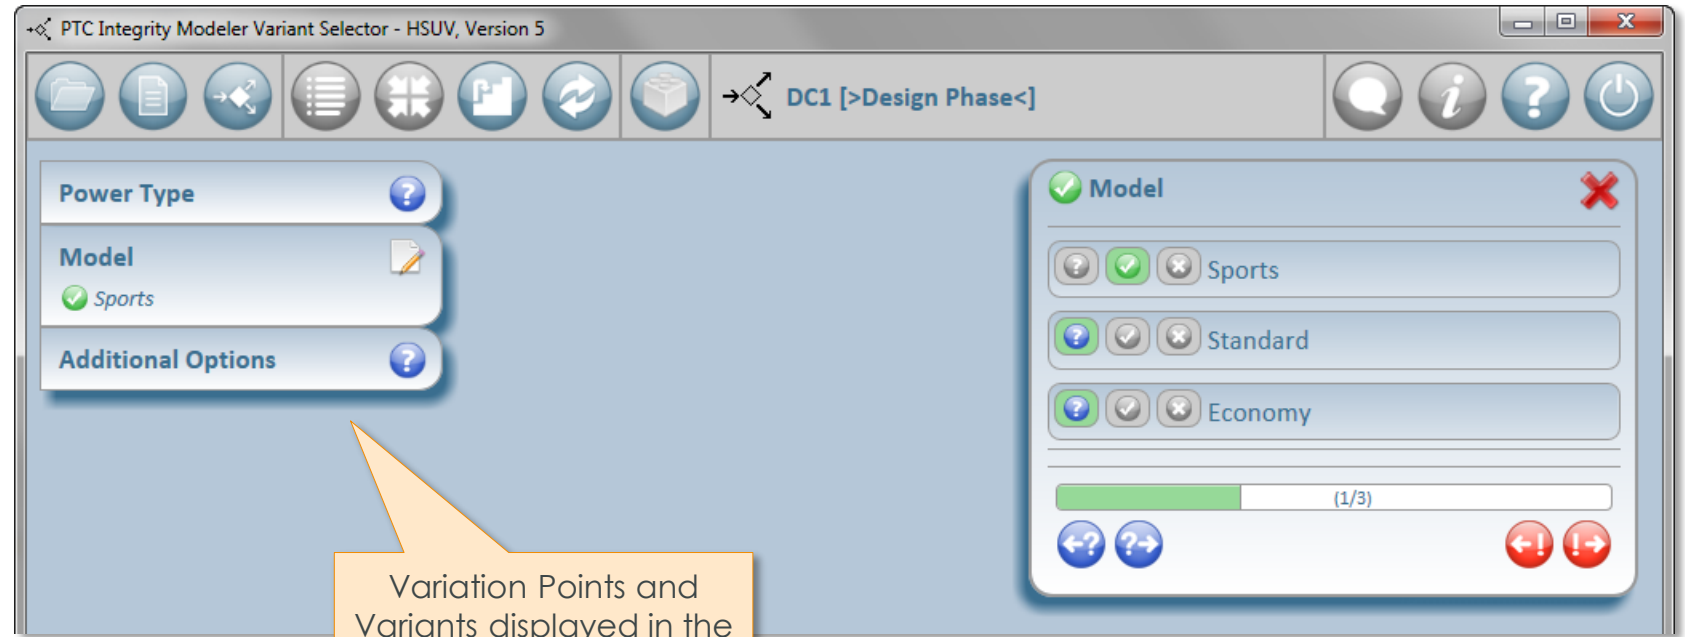 PTC Integrity Modeler Variant Selector - HSUV, Version 5
DC1 [>Design Phase<]
Power Type
Model
Sports
Additional Options
Model
Sports
Standard
Economy
(1/3)
Variation Points and
Variants displayed in the